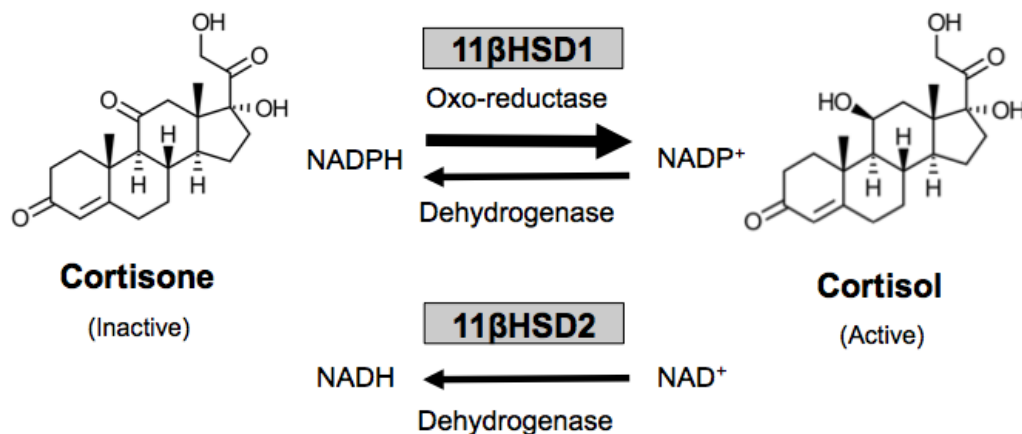 OH
O
O
OH
H
H
H
O
Cortisone
(Inactive)
11βHSD1
Oxo-reductase
NADPH
NADP⁺
Dehydrogenase
11βHSD2
NADH
NAD⁺
Dehydrogenase
OH
O
HO
OH
H
H
H
O
Cortisol
(Active)